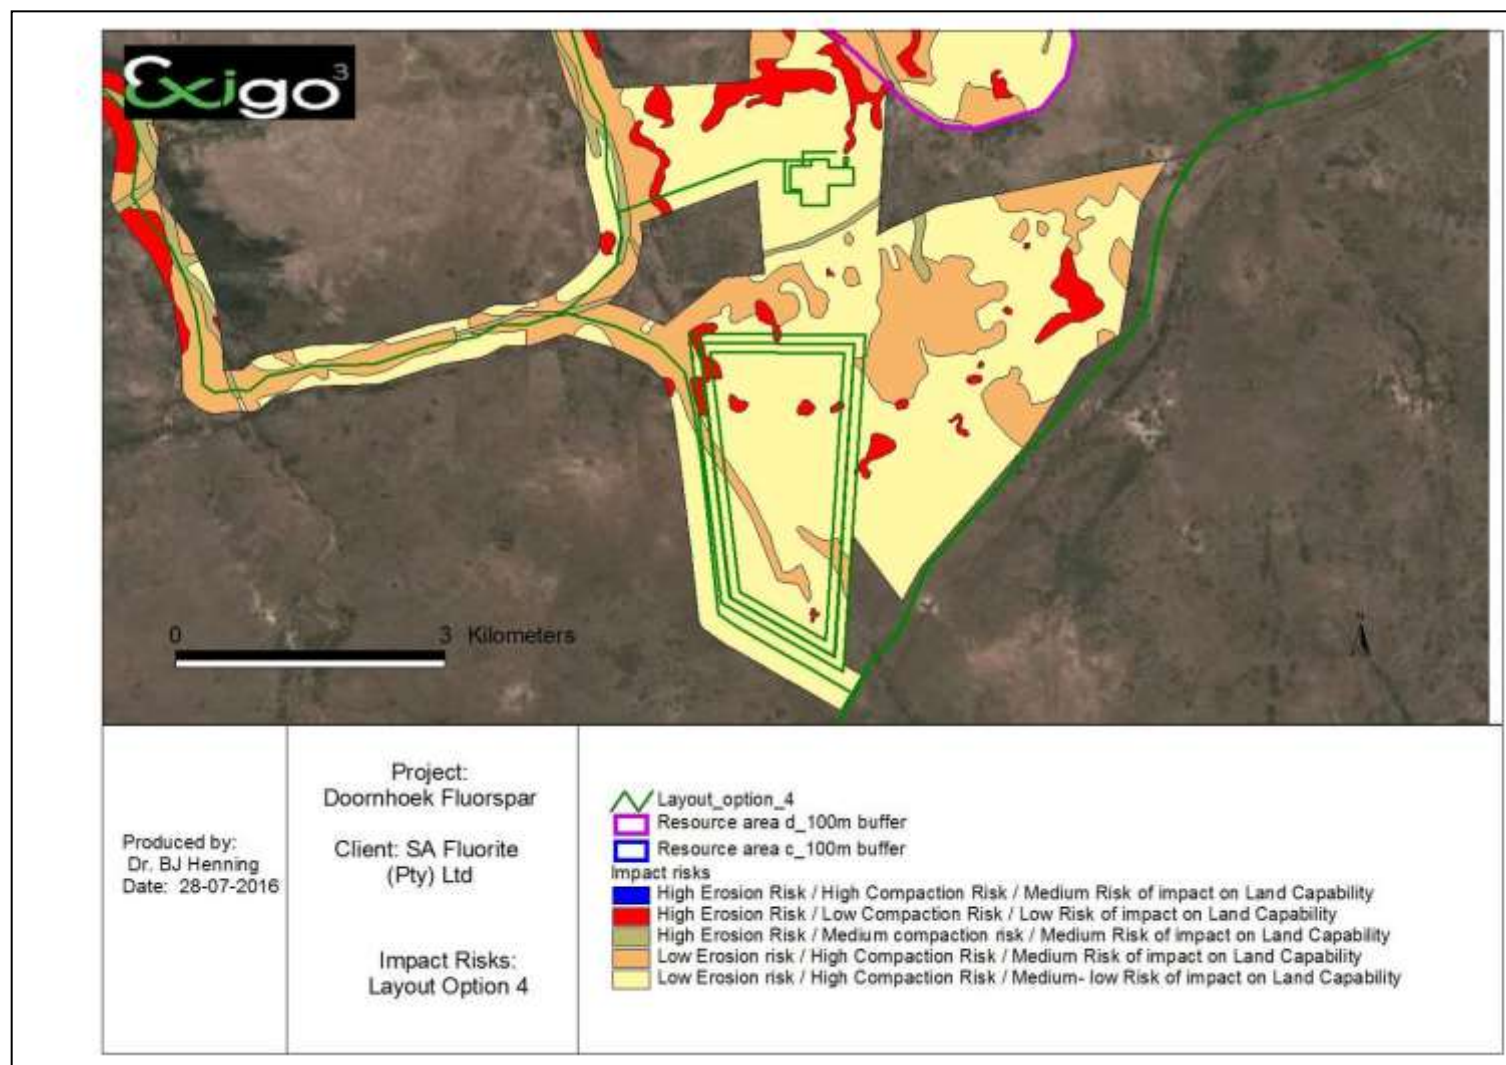 Exigo³
0 3 Kilometers
N
Produced by:
Dr. BJ Henning
Date: 28-07-2016
Project:
Doornhoek Fluorspar
Client: SA Fluorite
(Pty) Ltd
Impact Risks:
Layout Option 4
Layout_option_4
Resource area d_100m buffer
Resource area c_100m buffer
Impact risks
High Erosion Risk / High Compaction Risk / Medium Risk of impact on Land Capability
High Erosion Risk / Low Compaction Risk / Low Risk of impact on Land Capability
High Erosion Risk / Medium compaction risk / Medium Risk of impact on Land Capability
Low Erosion risk / High Compaction Risk / Medium Risk of impact on Land Capability
Low Erosion risk / High Compaction Risk / Medium- low Risk of impact on Land Capability